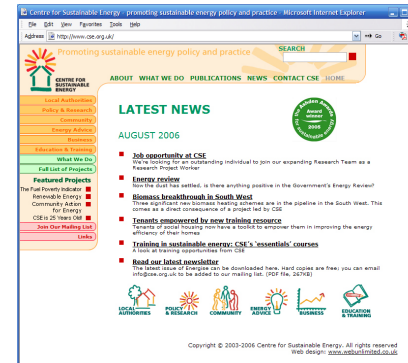 Centre for Sustainable Energy - promoting sustainable energy policy and practice - Microsoft Internet Explorer
File Edit View Favorites Tools Help
Address http://www.cse.org.uk/ Go
Promoting sustainable energy policy and practice
SEARCH
CENTRE FOR
SUSTAINABLE
ENERGY
ABOUT WHAT WE DO PUBLICATIONS NEWS CONTACT CSE HOME
Local Authorities
Policy & Research
Community
Energy Advice
Business
Education & Training
What We Do
Full List of Projects
Featured Projects
The Fuel Poverty Indicator
Renewable Energy
Community Action
for Energy
CSE is 25 Years Old!
Join Our Mailing List
Links
LATEST NEWS
The Ashden Awards
for sustainable energy
Award
winner
2005
AUGUST 2006
Job opportunity at CSE
We're looking for an outstanding individual to join our expanding Research Team as a
Research Project Worker
Energy review
Now the dust has settled, is there anything positive in the Government's Energy Review?
Biomass breakthrough in South West
Three significant new biomass heating schemes are in the pipeline in the South West. This
comes as a direct consequence of a project led by CSE
Tenants empowered by new training resource
Tenants of social housing now have a toolkit to empower them in improving the energy
efficiency of their homes
Training in sustainable energy: CSE's 'essentials' courses
A look at training opportunities from CSE
Read our latest newsletter
The latest issue of Energise can be downloaded here. Hard copies are free; you can email
info@cse.org.uk to be added to our mailing list. (PDF file, 267KB)
LOCAL
AUTHORITIES
POLICY
& RESEARCH
COMMUNITY
ENERGY
ADVICE
BUSINESS
EDUCATION
& TRAINING
Copyright © 2003-2006 Centre for Sustainable Energy. All rights reserved
Web design: www.webunlimited.co.uk